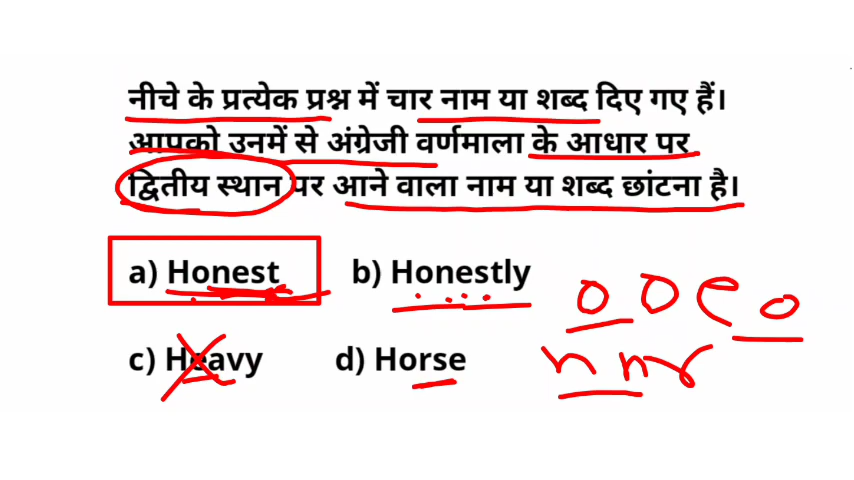 नीचे के प्रत्येक प्रश्न में चार नाम या शब्द दिए गए हैं।
आपको उनमें से अंग्रेजी वर्णमाला के आधार पर
द्वितीय स्थान पर आने वाला नाम या शब्द छांटना है।
a) Honest b) Honestly
o o e o
c) Heavy d) Horse
n n r